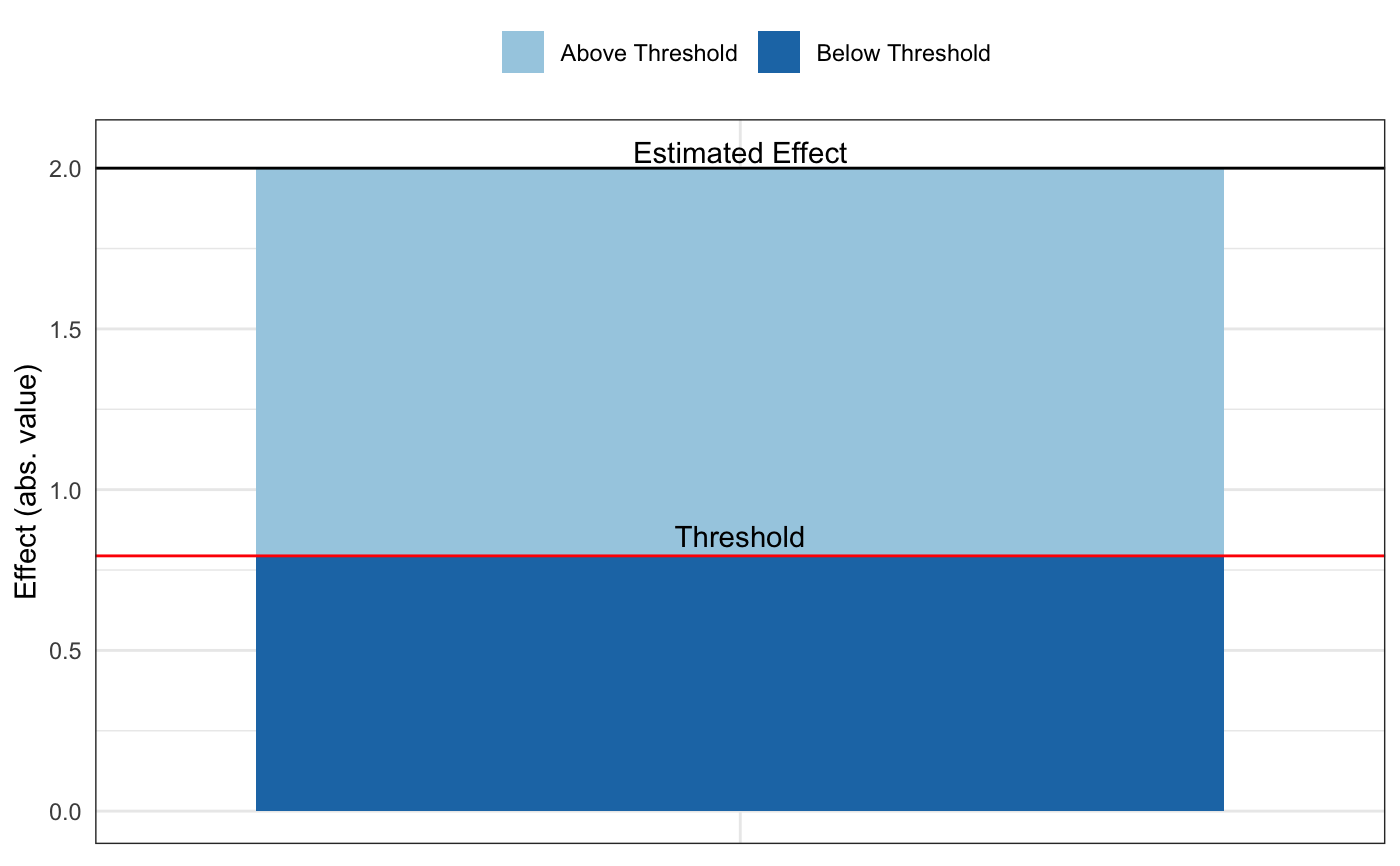 Above Threshold
Below Threshold
Estimated Effect
2.0
1.5
1.0
Threshold
0.5
0.0
Effect (abs. value)